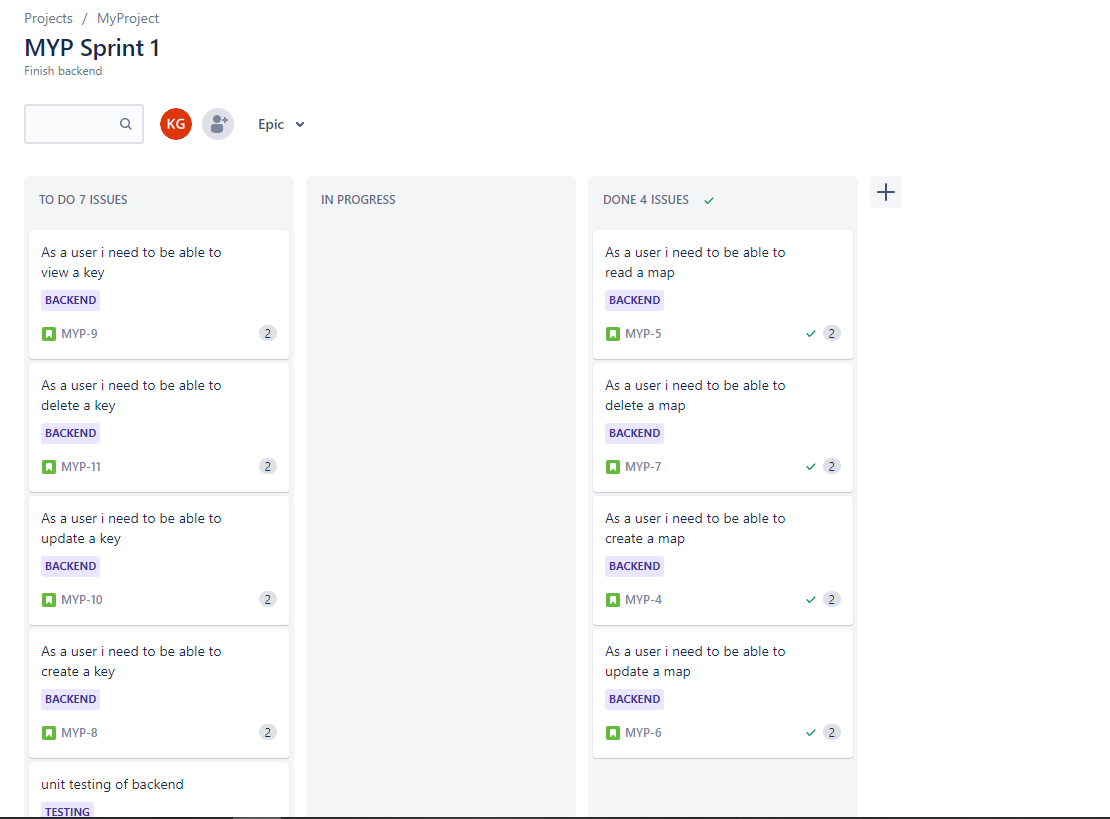 Projects / MyProject
MYP Sprint 1
Finish backend
KG
Epic
TO DO 7 ISSUES
As a user i need to be able to
view a key
BACKEND
MYP-9
2
As a user i need to be able to
delete a key
BACKEND
MYP-11
2
As a user i need to be able to
update a key
BACKEND
MYP-10
2
As a user i need to be able to
create a key
BACKEND
MYP-8
2
unit testing of backend
TESTING
IN PROGRESS
DONE 4 ISSUES
As a user i need to be able to
read a map
BACKEND
MYP-5
2
As a user i need to be able to
delete a map
BACKEND
MYP-7
2
As a user i need to be able to
create a map
BACKEND
MYP-4
2
As a user i need to be able to
update a map
BACKEND
MYP-6
2